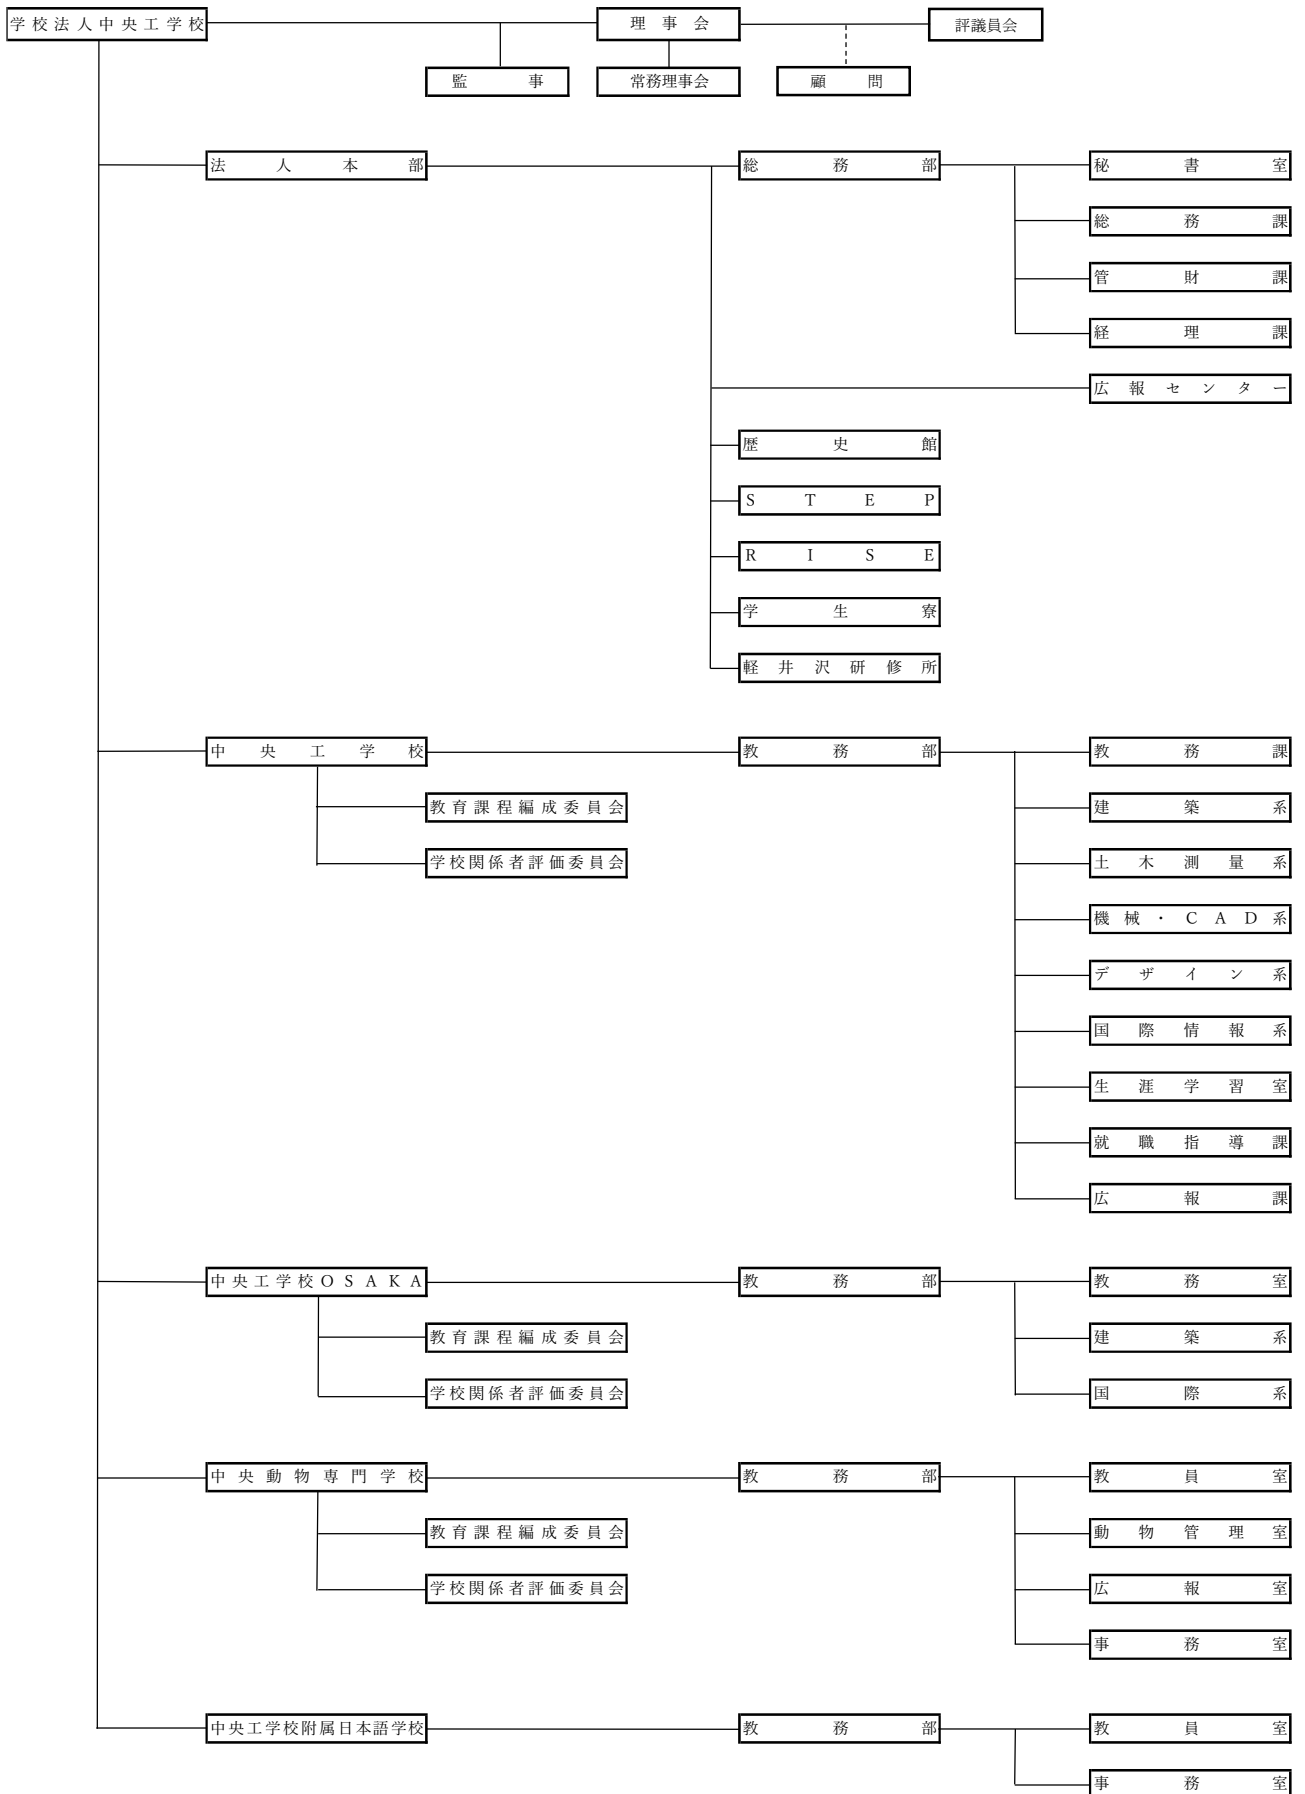 学校法人中央工学校 理事会 評議員会
監事 常務理事会 顧問
法人本部 総務部 秘書室
総務課
管財課
経理課
広報センター
歴史館
STEP
RISE
学生寮
軽井沢研修所
中央工学校 教務部 教務課
教育課程編成委員会 建築系
学校関係者評価委員会 土木測量系
機械・CAD系
デザイン系
国際情報系
生涯学習室
就職指導課
広報課
中央工学校OSAKA 教務部 教務室
教育課程編成委員会 建築系
学校関係者評価委員会 国際系
中央動物専門学校 教務部 教員室
教育課程編成委員会 動物管理室
学校関係者評価委員会 広報室
事務室
中央工学校附属日本語学校 教務部 教員室
事務室